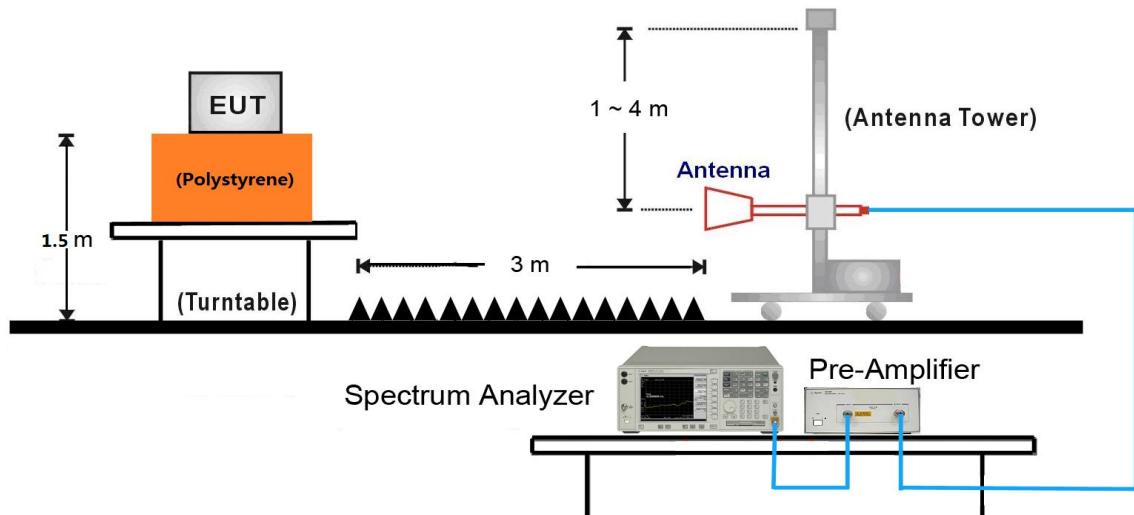 EUT
(Polystyrene)
1.5 m
(Turntable)
3 m
1 ~ 4 m
(Antenna Tower)
Antenna
Spectrum Analyzer
Pre-Amplifier